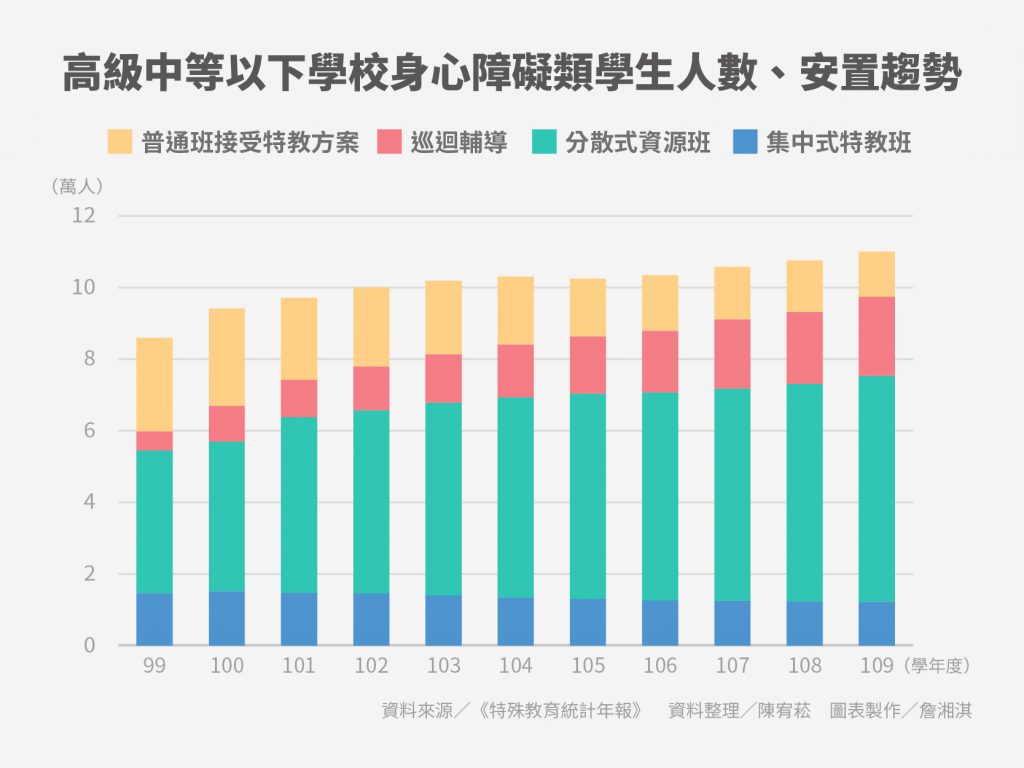 高級中等以下學校身心障礙類學生人數、安置趨勢
普通班接受特教方案 巡迴輔導 分散式資源班 集中式特教班
（萬人）
12
10
8
6
4
2
0
99 100 101 102 103 104 105 106 107 108 109（學年度）
資料來源／《特殊教育統計年報》 資料整理／陳宥菘 圖表製作／詹湘淇